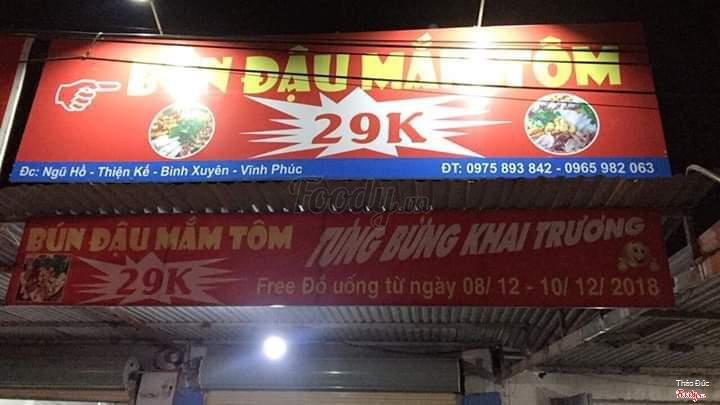 BÚN ĐẬU MẮM TÔM
29K
Đc: Ngũ Hồ - Thiện Kế - Bình Xuyên - Vĩnh Phúc
ĐT: 0975 893 842 - 0965 982 063
Foody.vn
BÚN ĐẬU MẮM TÔM
29K
TƯNG BỪNG KHAI TRƯƠNG
Free Đồ uống từ ngày 08/ 12 - 10/ 12/ 2018
Thảo Đức
Foody.vn